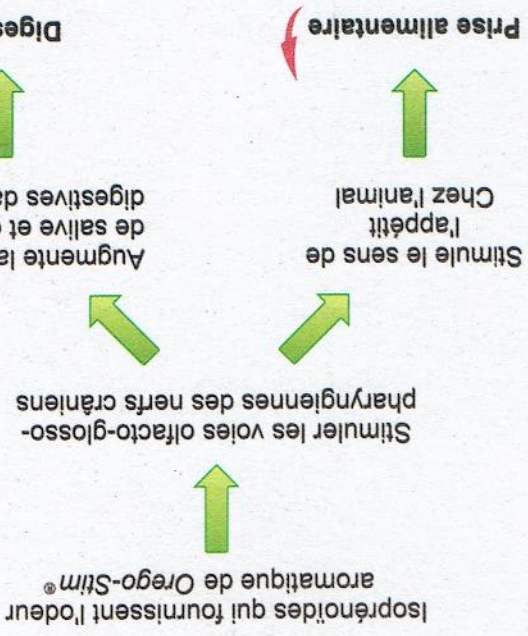 Isoprénoïdes qui fournissent l'odeur
aromatique de Orego-Stim®
Stimuler les voies olfacto-glosso-
pharyngiennes des nerfs crâniens
Stimule le sens de
l'appétit
Chez l'animal
Prise alimentaire
Augmente la
de salive et
digestives